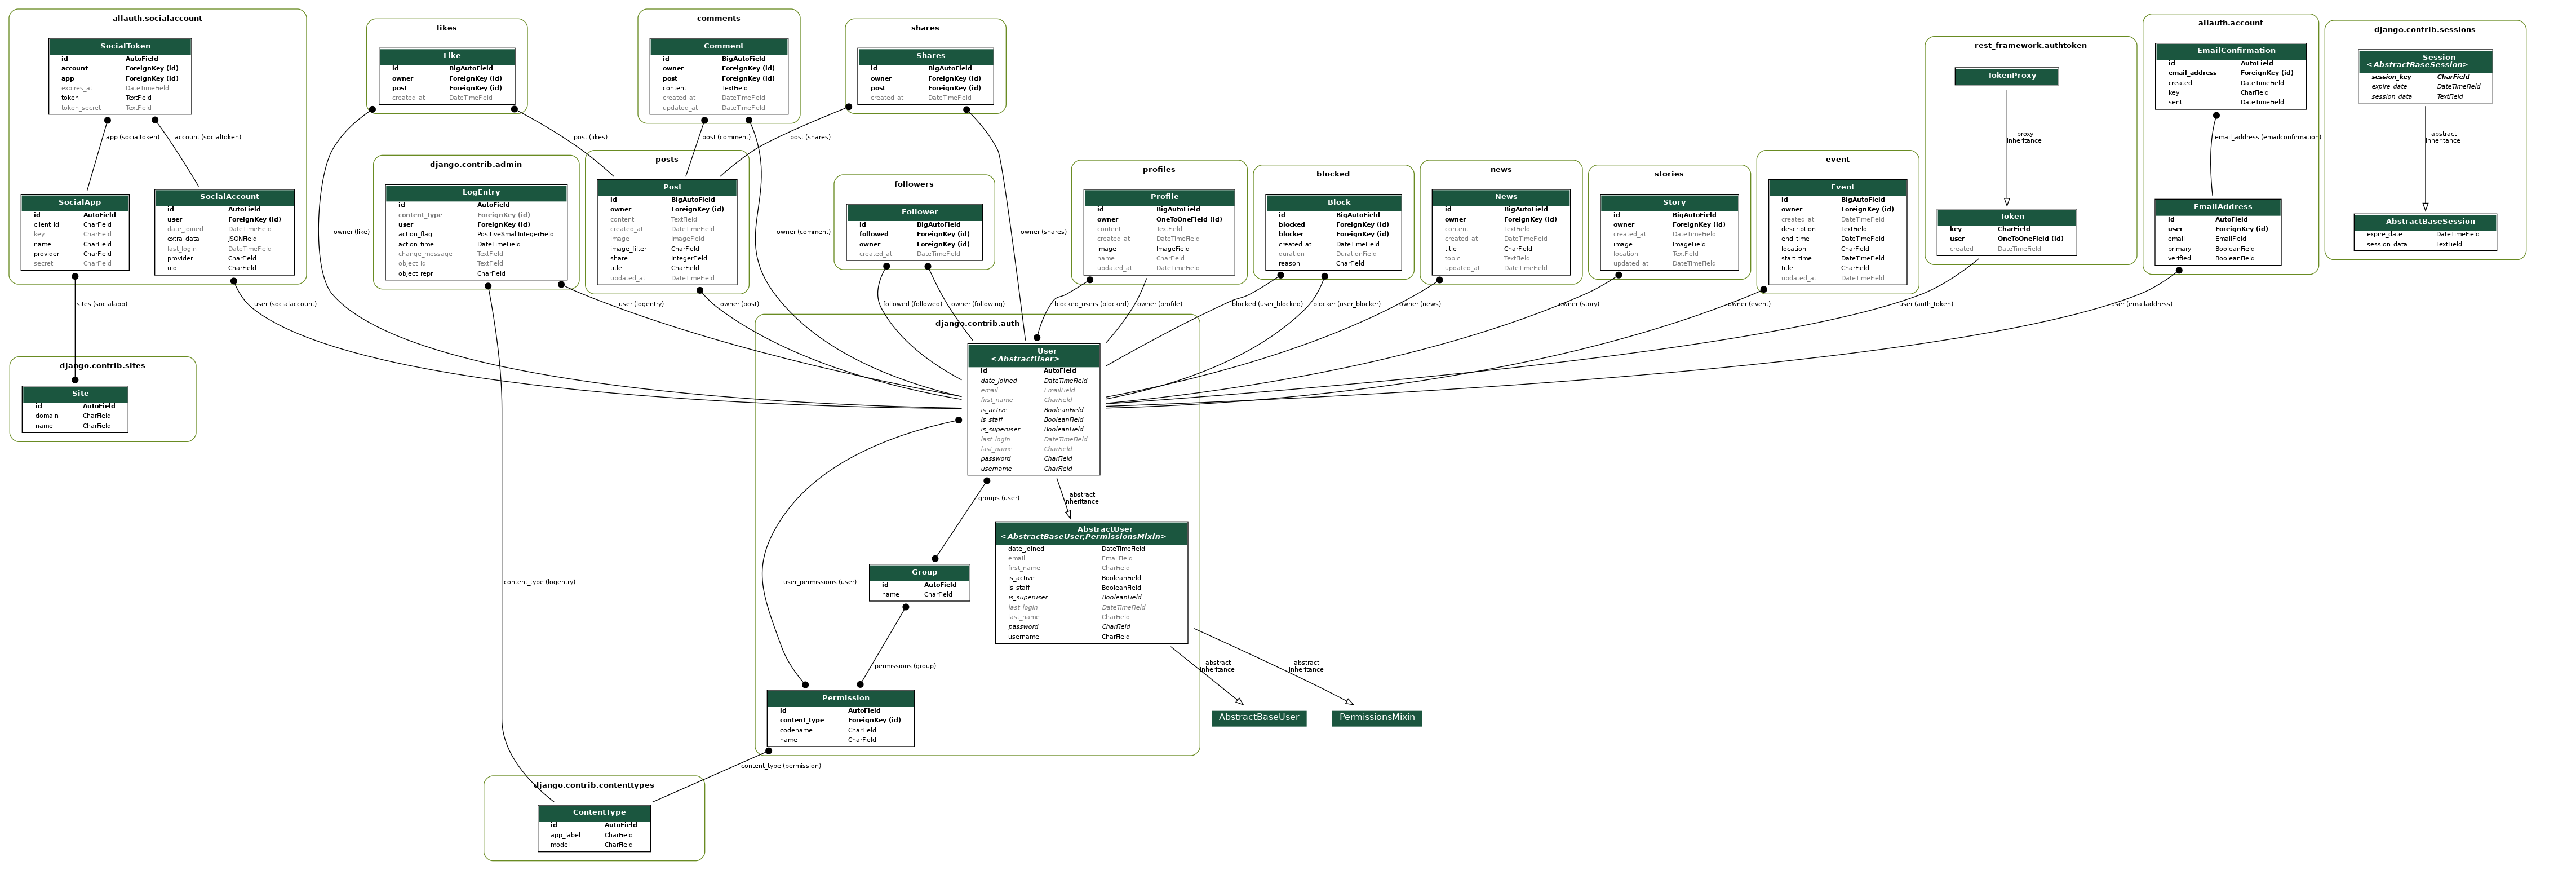 allauth.socialaccount
SocialToken
id AutoField
account ForeignKey (id)
app ForeignKey (id)
expires_at DateTimeField
token TextField
token_secret TextField
app (socialtoken)
account (socialtoken)
SocialApp
id AutoField
client_id CharField
key CharField
name CharField
provider CharField
secret CharField
SocialAccount
id AutoField
user ForeignKey (id)
date_joined DateTimeField
extra_data JSONField
last_login DateTimeField
provider CharField
uid CharField
sites (socialapp)
user (socialaccount)
django.contrib.sites
Site
id AutoField
domain CharField
name CharField
likes
Like
id BigAutoField
owner ForeignKey (id)
post ForeignKey (id)
created_at DateTimeField
owner (like)
post (likes)
comments
Comment
id BigAutoField
owner ForeignKey (id)
post ForeignKey (id)
content TextField
created_at DateTimeField
updated_at DateTimeField
post (comment)
owner (comment)
shares
Shares
id BigAutoField
owner ForeignKey (id)
post ForeignKey (id)
created_at DateTimeField
post (shares)
owner (shares)
django.contrib.admin
LogEntry
id AutoField
content_type ForeignKey (id)
user ForeignKey (id)
action_flag PositiveSmallIntegerField
action_time DateTimeField
change_message TextField
object_id TextField
object_repr CharField
user (logentry)
content_type (logentry)
posts
Post
id BigAutoField
owner ForeignKey (id)
content TextField
created_at DateTimeField
image ImageField
image_filter CharField
share IntegerField
title CharField
updated_at DateTimeField
owner (post)
followers
Follower
id BigAutoField
followed ForeignKey (id)
owner ForeignKey (id)
created_at DateTimeField
followed (followed)
owner (following)
profiles
Profile
id BigAutoField
owner OneToOneField (id)
content TextField
created_at DateTimeField
image ImageField
name CharField
updated_at DateTimeField
blocked_users (blocked)
owner (profile)
blocked
Block
id BigAutoField
blocked ForeignKey (id)
blocker ForeignKey (id)
created_at DateTimeField
duration DurationField
reason CharField
blocked (user_blocked)
blocker (user_blocker)
news
News
id BigAutoField
owner ForeignKey (id)
content TextField
created_at DateTimeField
title CharField
topic TextField
updated_at DateTimeField
owner (news)
stories
Story
id BigAutoField
owner ForeignKey (id)
created_at DateTimeField
image ImageField
location TextField
updated_at DateTimeField
owner (story)
event
Event
id BigAutoField
owner ForeignKey (id)
created_at DateTimeField
description TextField
end_time DateTimeField
location CharField
start_time DateTimeField
title CharField
updated_at DateTimeField
owner (event)
rest_framework.authtoken
TokenProxy
proxy
inheritance
Token
key CharField
user OneToOneField (id)
created DateTimeField
user (auth_token)
allauth.account
EmailConfirmation
id AutoField
email_address ForeignKey (id)
created DateTimeField
key CharField
sent DateTimeField
email_address (emailconfirmation)
EmailAddress
id AutoField
user ForeignKey (id)
email EmailField
primary BooleanField
verified BooleanField
user (emailaddress)
django.contrib.sessions
Session
<AbstractBaseSession>
session_key CharField
expire_date DateTimeField
session_data TextField
abstract
inheritance
AbstractBaseSession
expire_date DateTimeField
session_data TextField
django.contrib.auth
User
<AbstractUser>
id AutoField
date_joined DateTimeField
email EmailField
first_name CharField
is_active BooleanField
is_staff BooleanField
is_superuser BooleanField
last_login DateTimeField
last_name CharField
password CharField
username CharField
groups (user)
abstract
inheritance
user_permissions (user)
AbstractUser
<AbstractBaseUser,PermissionsMixin>
date_joined DateTimeField
email EmailField
first_name CharField
is_active BooleanField
is_staff BooleanField
is_superuser BooleanField
last_login DateTimeField
last_name CharField
password CharField
username CharField
Group
id AutoField
name CharField
permissions (group)
abstract
inheritance
abstract
inheritance
Permission
id AutoField
content_type ForeignKey (id)
codename CharField
name CharField
AbstractBaseUser
PermissionsMixin
content_type (permission)
django.contrib.contenttypes
ContentType
id AutoField
app_label CharField
model CharField